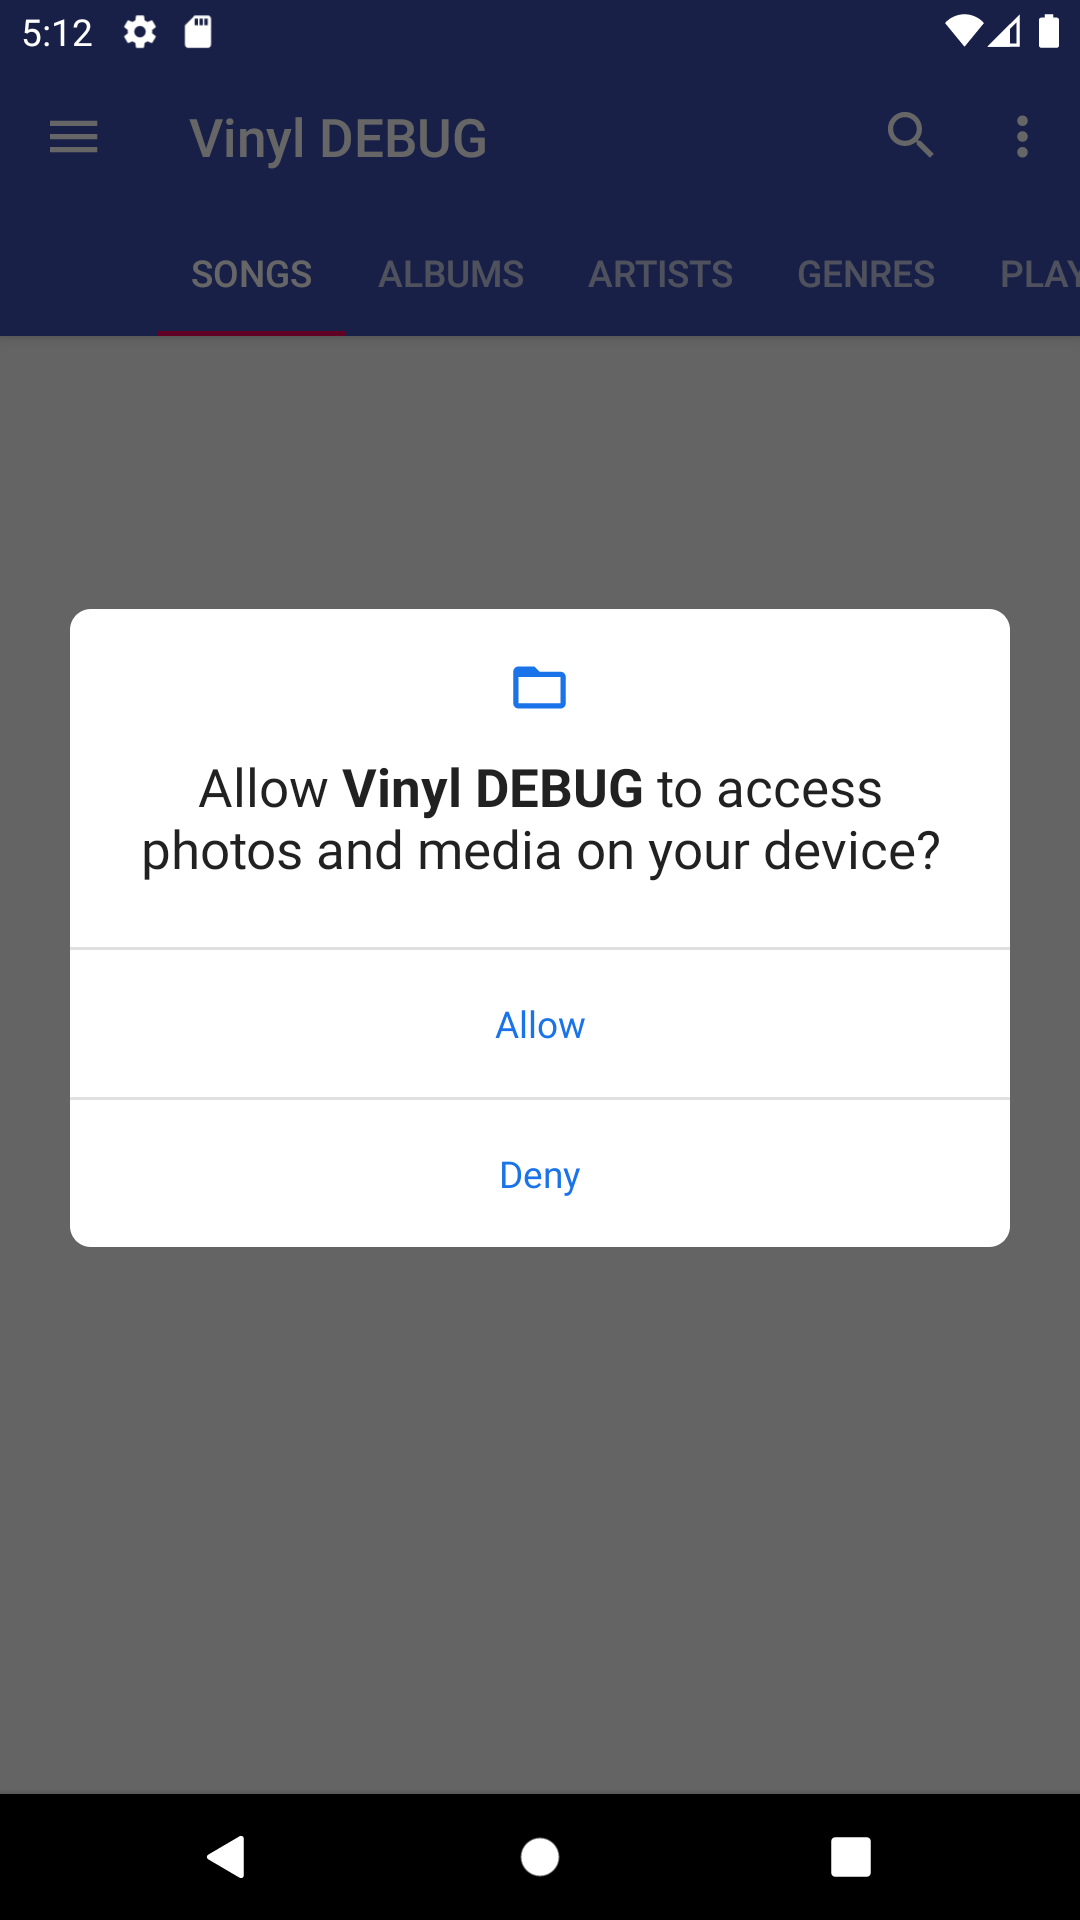 5:12
Vinyl DEBUG
SONGS ALBUMS ARTISTS GENRES PLAY
Allow Vinyl DEBUG to access
photos and media on your device?
Allow
Deny